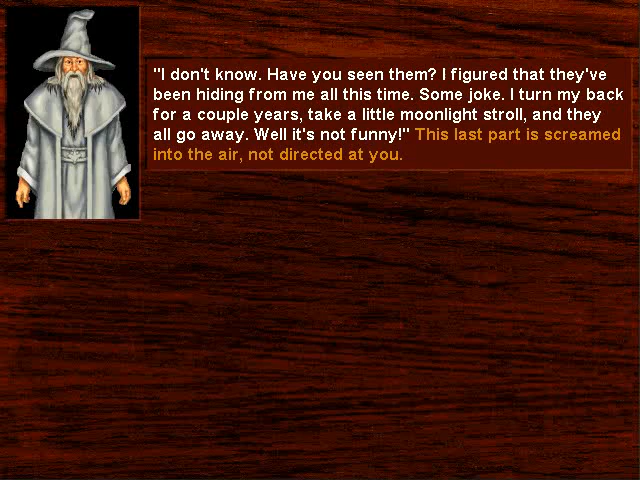 "I don't know. Have you seen them? I figured that they've
been hiding from me all this time. Some joke. I turn my back
for a couple years, take a little moonlight stroll, and they
all go away. Well it's not funny!" This last part is screamed
into the air, not directed at you.